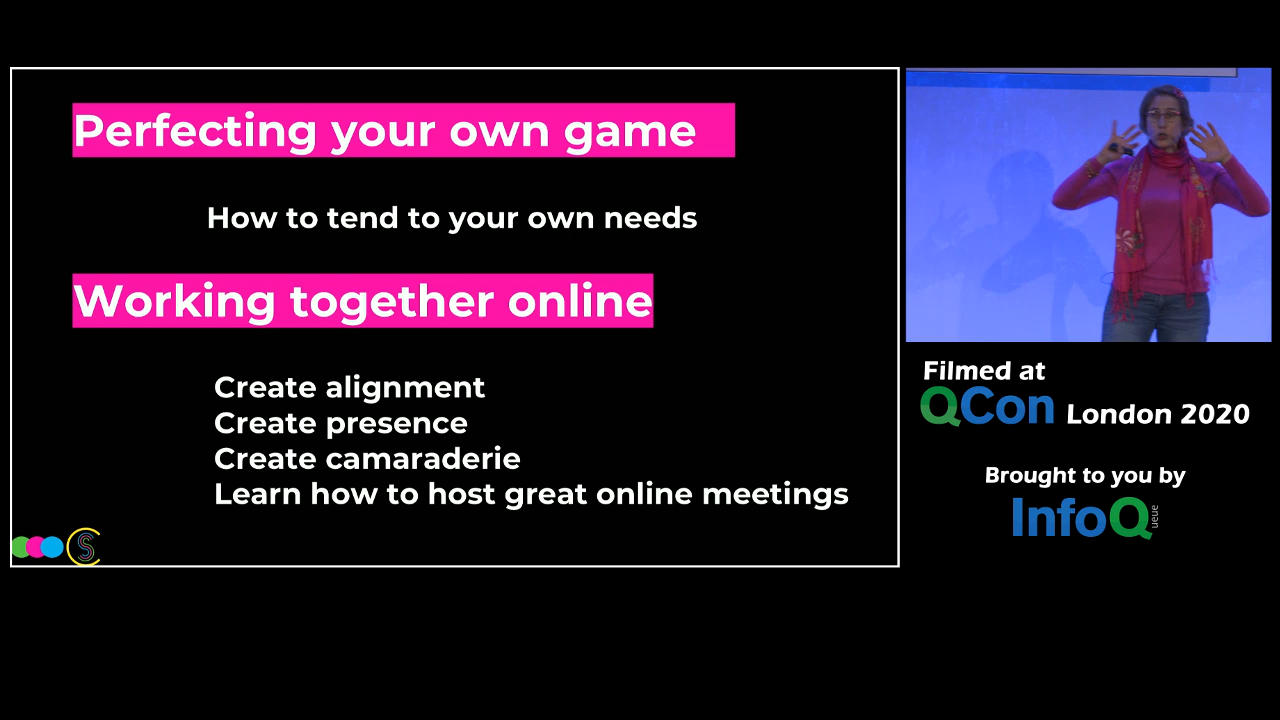 Perfecting your own game
How to tend to your own needs
Working together online
Create alignment
Create presence
Create camaraderie
Learn how to host great online meetings
Filmed at
QCon London 2020
Brought to you by
InfoQ
ueue